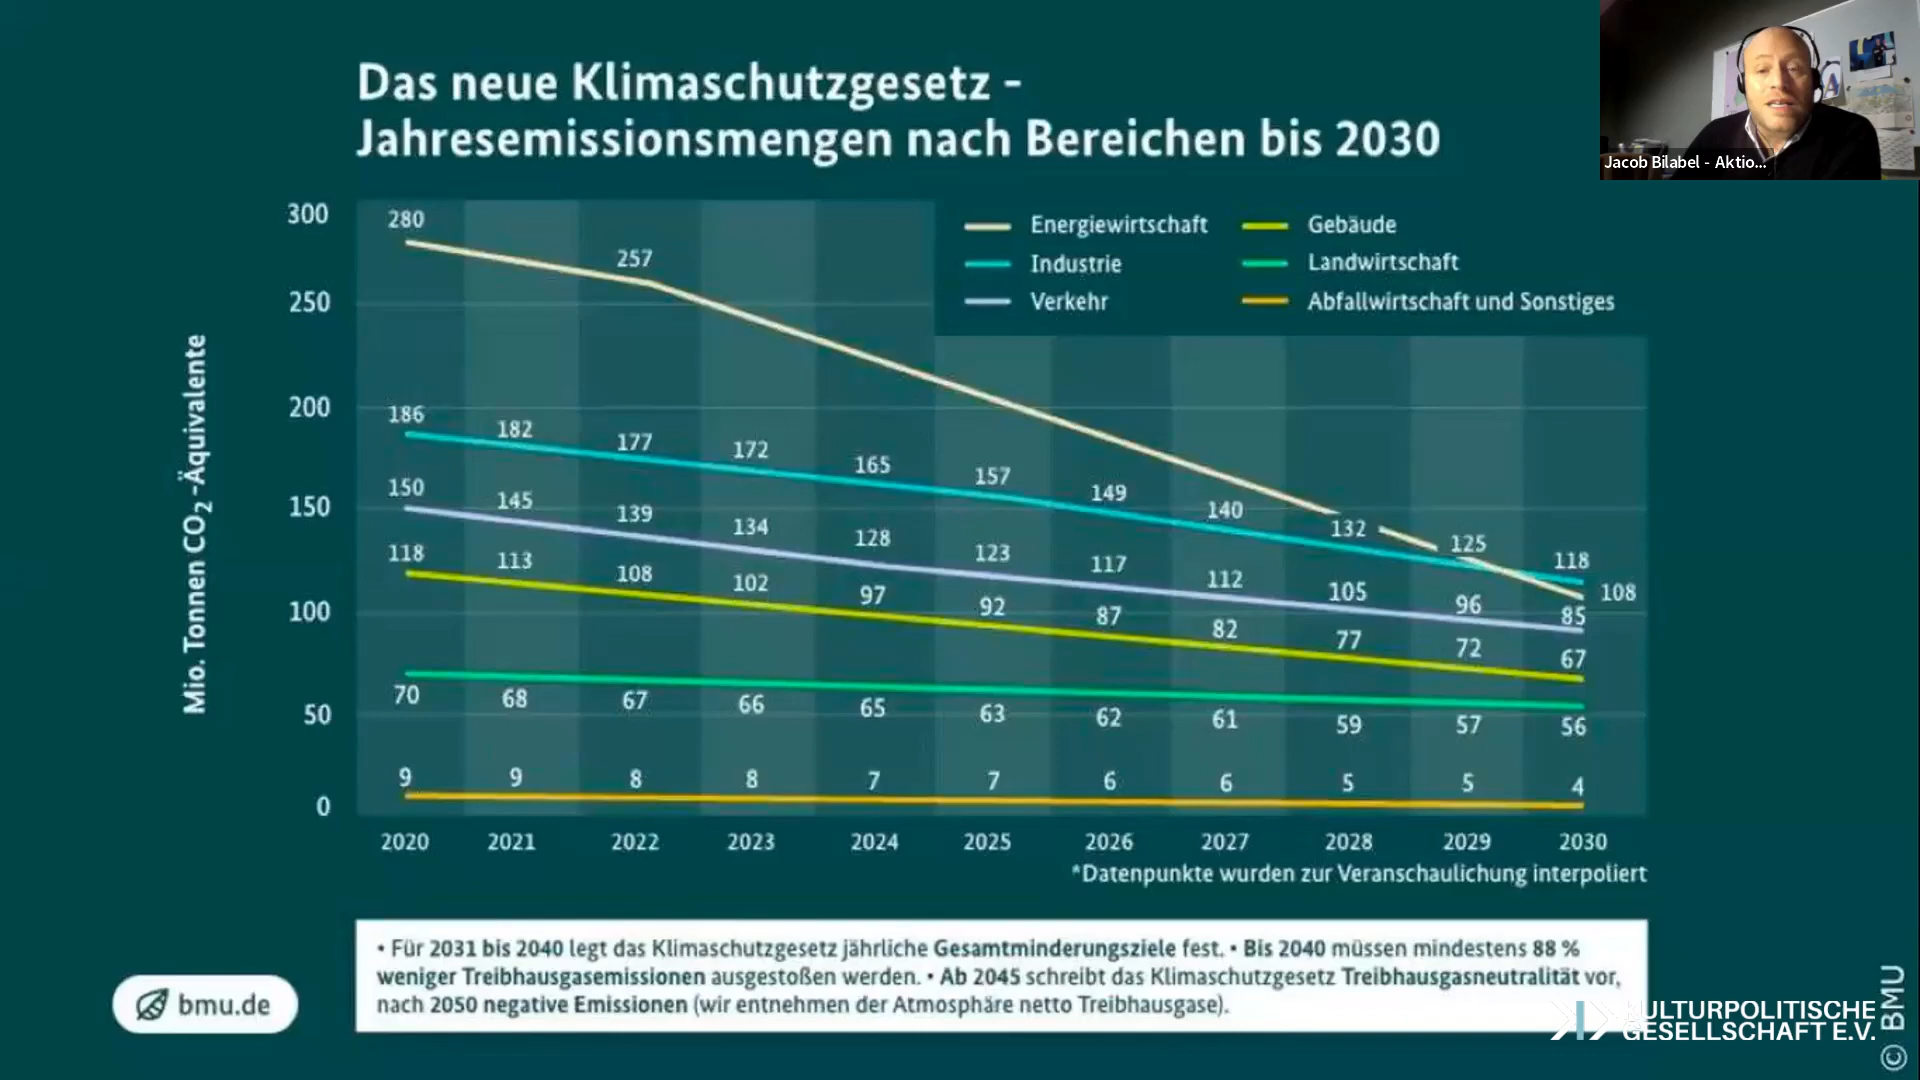 Das neue Klimaschutzgesetz -
Jahresemissionsmengen nach Bereichen bis 2030
Jacob Bilabel - Aktio...
Mio. Tonnen CO2-Äquivalente
Energiewirtschaft
Industrie
Verkehr
Gebäude
Landwirtschaft
Abfallwirtschaft und Sonstiges
300
250
200
150
100
50
0
280 257 108
186 182 177 172 165 157 149 140 132 125 118
150 145 139 134 128 123 117 112 105 96 85
118 113 108 102 97 92 87 82 77 72 67
70 68 67 66 65 63 62 61 59 57 56
9 9 8 8 7 7 6 6 5 5 4
2020 2021 2022 2023 2024 2025 2026 2027 2028 2029 2030
*Datenpunkte wurden zur Veranschaulichung interpoliert
• Für 2031 bis 2040 legt das Klimaschutzgesetz jährliche Gesamtminderungsziele fest. • Bis 2040 müssen mindestens 88 %
weniger Treibhausgasemissionen ausgestoßen werden. • Ab 2045 schreibt das Klimaschutzgesetz Treibhausgasneutralität vor,
nach 2050 negative Emissionen (wir entnehmen der Atmosphäre netto Treibhausgase).
bmu.de
KULTURPOLITISCHE
GESELLSCHAFT E.V.
© BMU